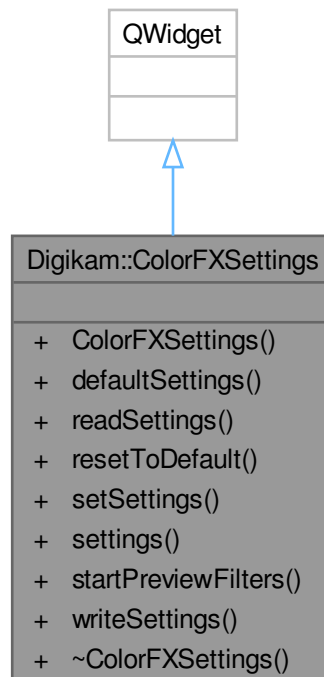 QWidget
Digikam::ColorFXSettings
+ ColorFXSettings()
+ defaultSettings()
+ readSettings()
+ resetToDefault()
+ setSettings()
+ settings()
+ startPreviewFilters()
+ writeSettings()
+ ~ColorFXSettings()